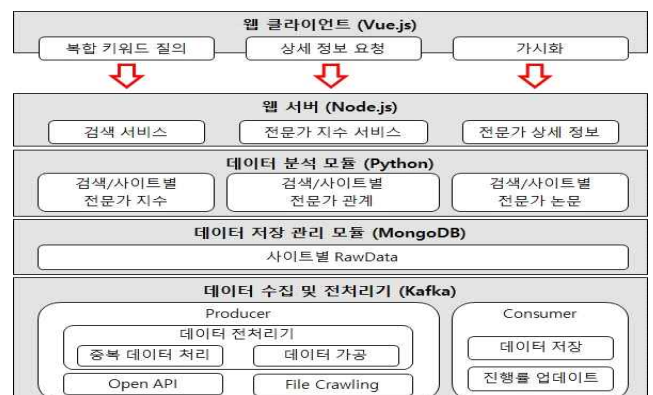 웹 클라이언트 (Vue.js)
복합 키워드 질의 상세 정보 요청 가시화
웹 서버 (Node.js)
검색 서비스 전문가 지수 서비스 전문가 상세 정보
데이터 분석 모듈 (Python)
검색/사이트별 검색/사이트별 검색/사이트별
전문가 지수 전문가 관계 전문가 논문
데이터 저장 관리 모듈 (MongoDB)
사이트별 RawData
데이터 수집 및 전처리기 (Kafka)
Producer Consumer
데이터 전처리기
중복 데이터 처리 데이터 가공 데이터 저장
Open API File Crawling 진행률 업데이트